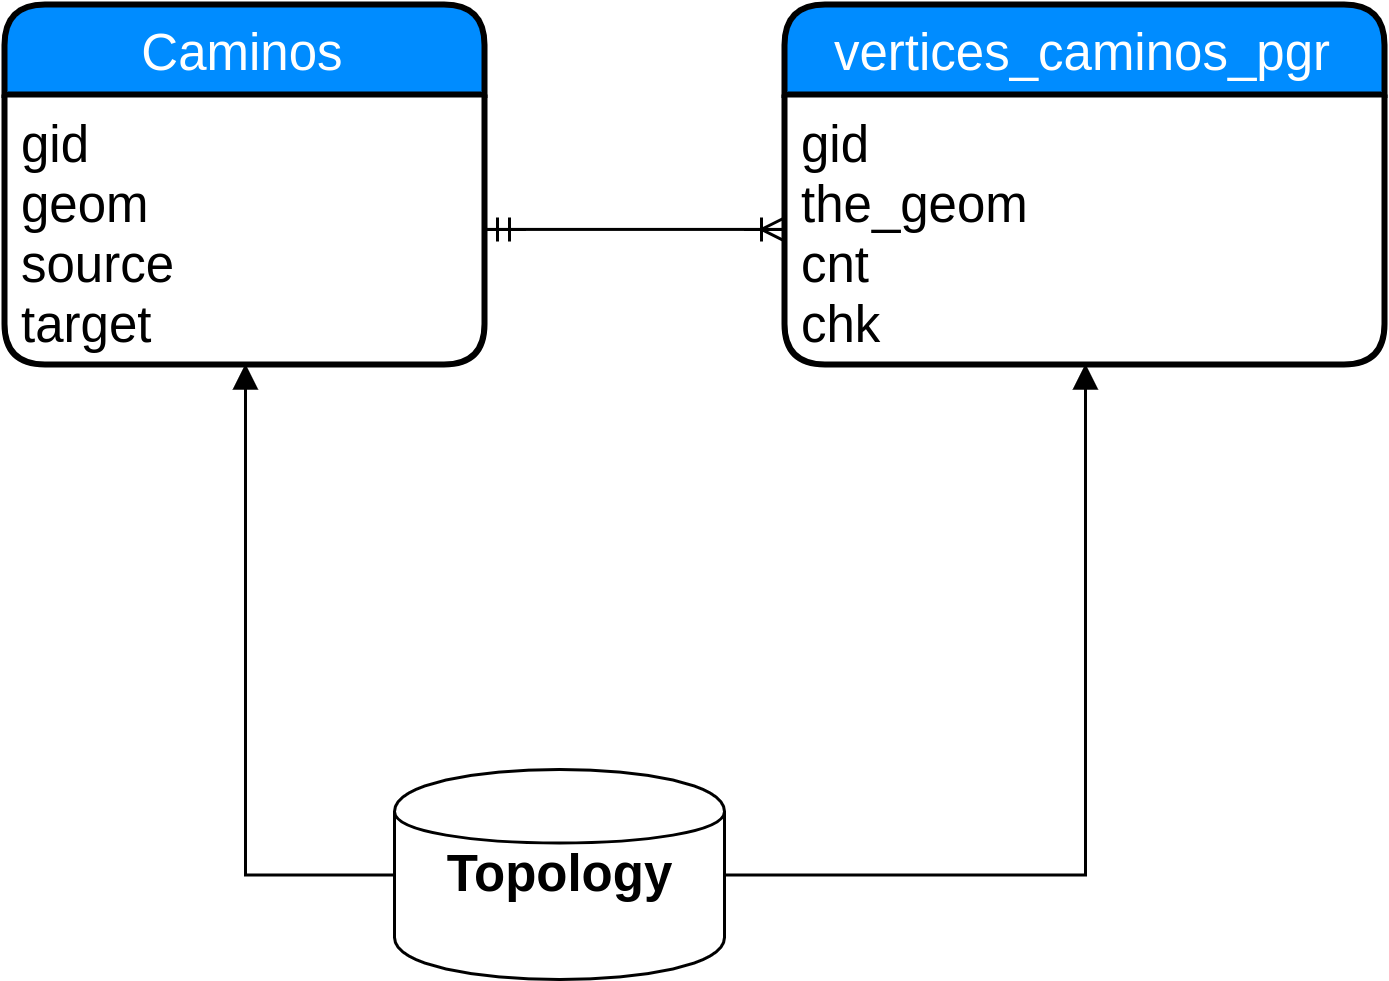 Caminos
gid
geom
source
target
vertices_caminos_pgr
gid
the_geom
cnt
chk
Topology